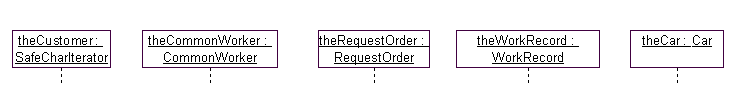 theCustomer :
SafeCharIterator
theCommonWorker :
CommonWorker
theRequestOrder :
RequestOrder
theWorkRecord :
WorkRecord
theCar : Car